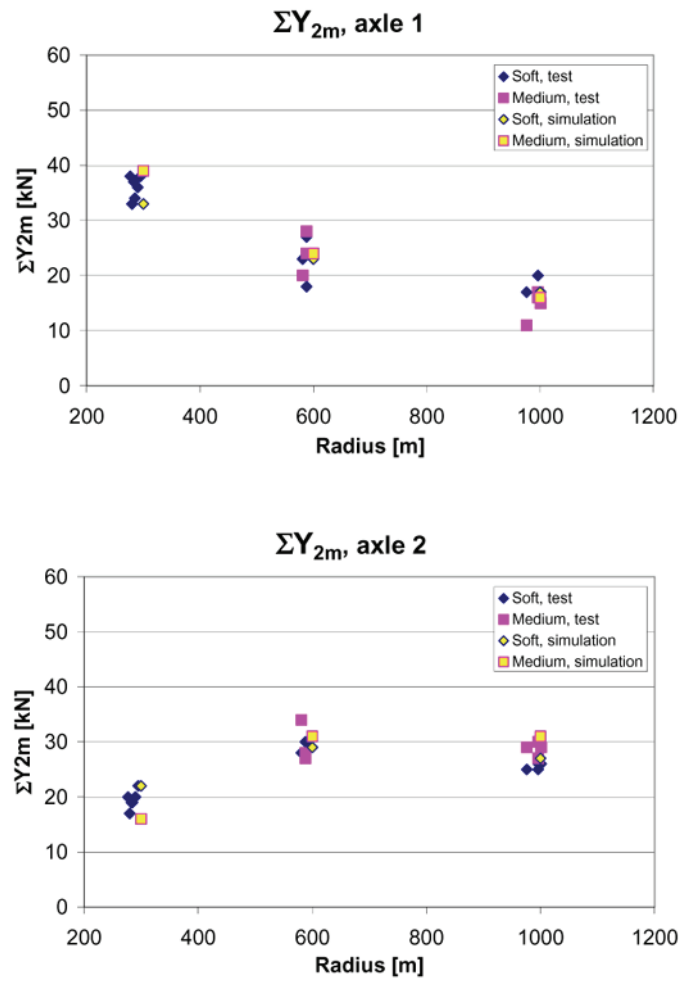 ΣY2m, axle 1
60
50
40
30
20
10
0
ΣY2m [kN]
Soft, test
Medium, test
Soft, simulation
Medium, simulation
200 400 600 800 1000 1200
Radius [m]
ΣY2m, axle 2
60
50
40
30
20
10
0
ΣY2m [kN]
Soft, test
Medium, test
Soft, simulation
Medium, simulation
200 400 600 800 1000 1200
Radius [m]